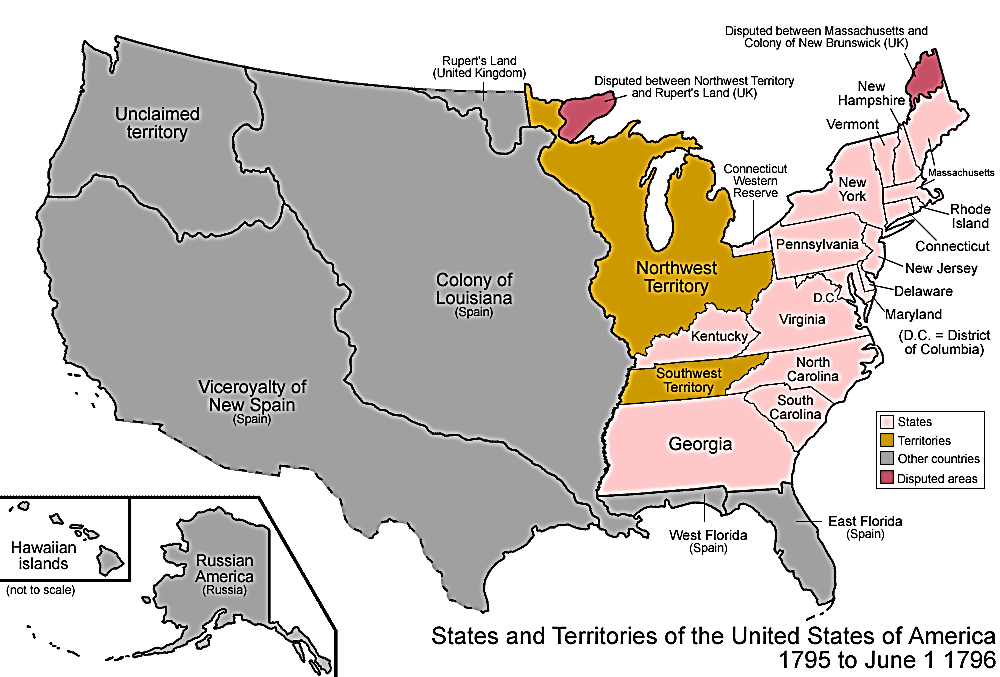 Disputed between Massachusetts and
Colony of New Brunswick (UK)
Rupert's Land
(United Kingdom)
Disputed between Northwest Territory
and Rupert's Land (UK)
New
Hampshire
Vermont
Unclaimed
territory
Connecticut
Western
Reserve
Massachusetts
New
York
Rhode
Island
Pennsylvania
Connecticut
New Jersey
Northwest
Territory
Colony of
Louisiana
(Spain)
D.C.
Delaware
Maryland
Virginia
(D.C. = District
of Columbia)
Kentucky
North
Carolina
Southwest
Territory
Viceroyalty of
New Spain
(Spain)
South
Carolina
Georgia
States
Territories
Other countries
Disputed areas
West Florida
(Spain)
East Florida
(Spain)
Hawaiian
islands
(not to scale)
Russian
America
(Russia)
States and Territories of the United States of America
1795 to June 1 1796